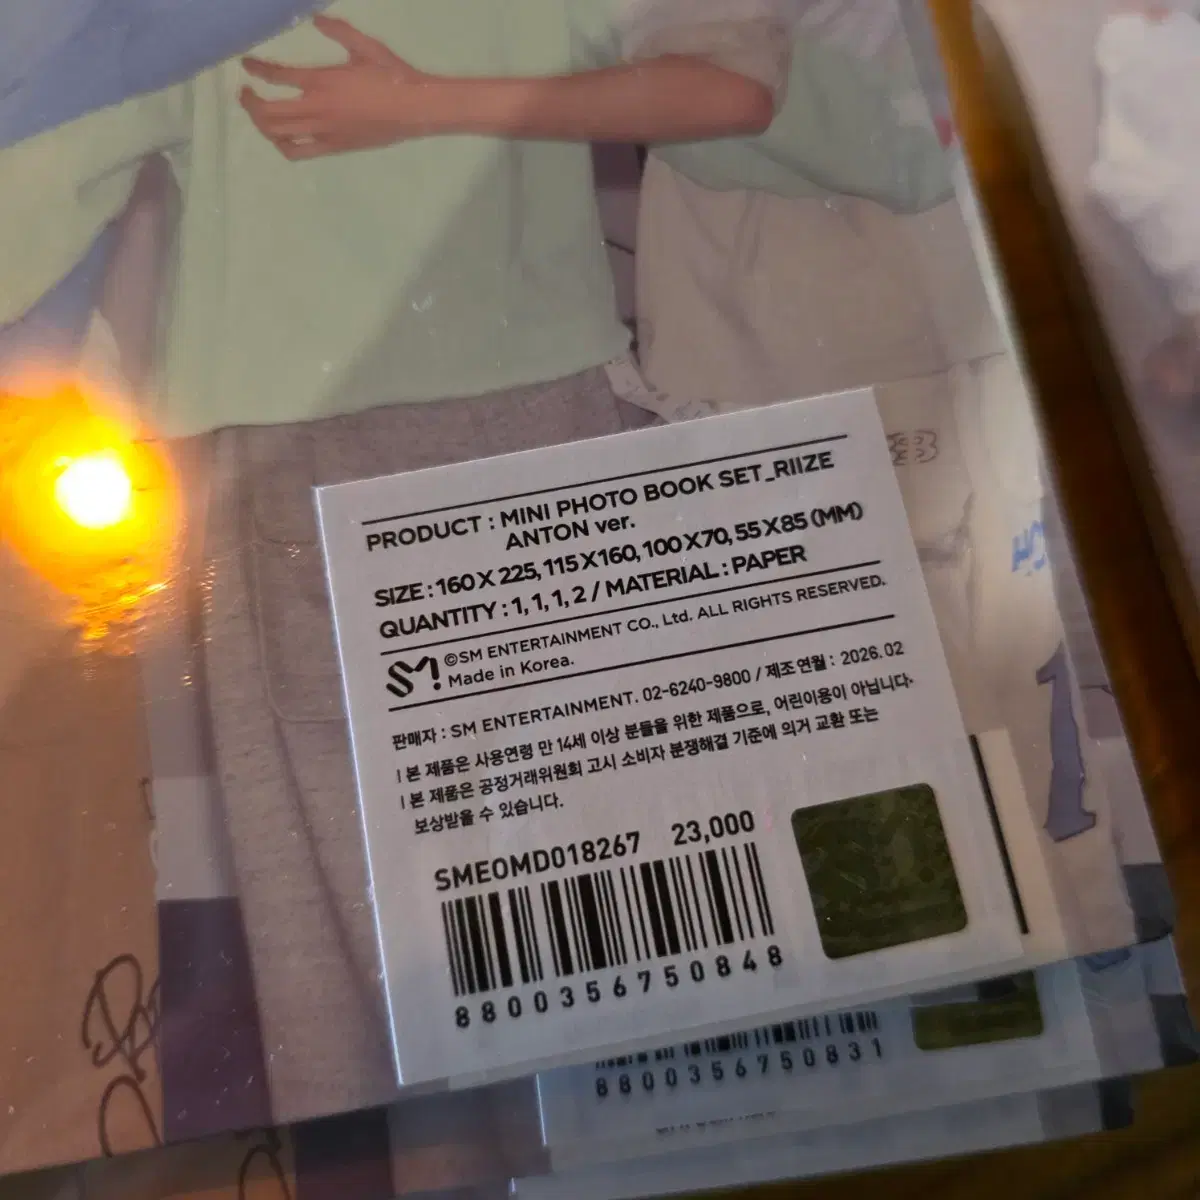 PRODUCT : MINI PHOTO BOOK SET_RIIZE
ANTON ver.
SIZE : 160 X 225, 115 X 160, 100 X 70, 55 X 85 (MM)
QUANTITY : 1, 1, 1, 2 / MATERIAL : PAPER
SM!
©SM ENTERTAINMENT CO., Ltd. ALL RIGHTS RESERVED.
Made in Korea.
판매자 : SM ENTERTAINMENT. 02-6240-9800 / 제조연월 : 2026. 02
| 본 제품은 사용연령 만 14세 이상 분들을 위한 제품으로, 어린이용이 아닙니다.
| 본 제품은 공정거래위원회 고시 소비자 분쟁해결 기준에 의거 교환 또는
보상받을 수 있습니다.
SMEOMD018267 23,000
8800356750848
8800356750831